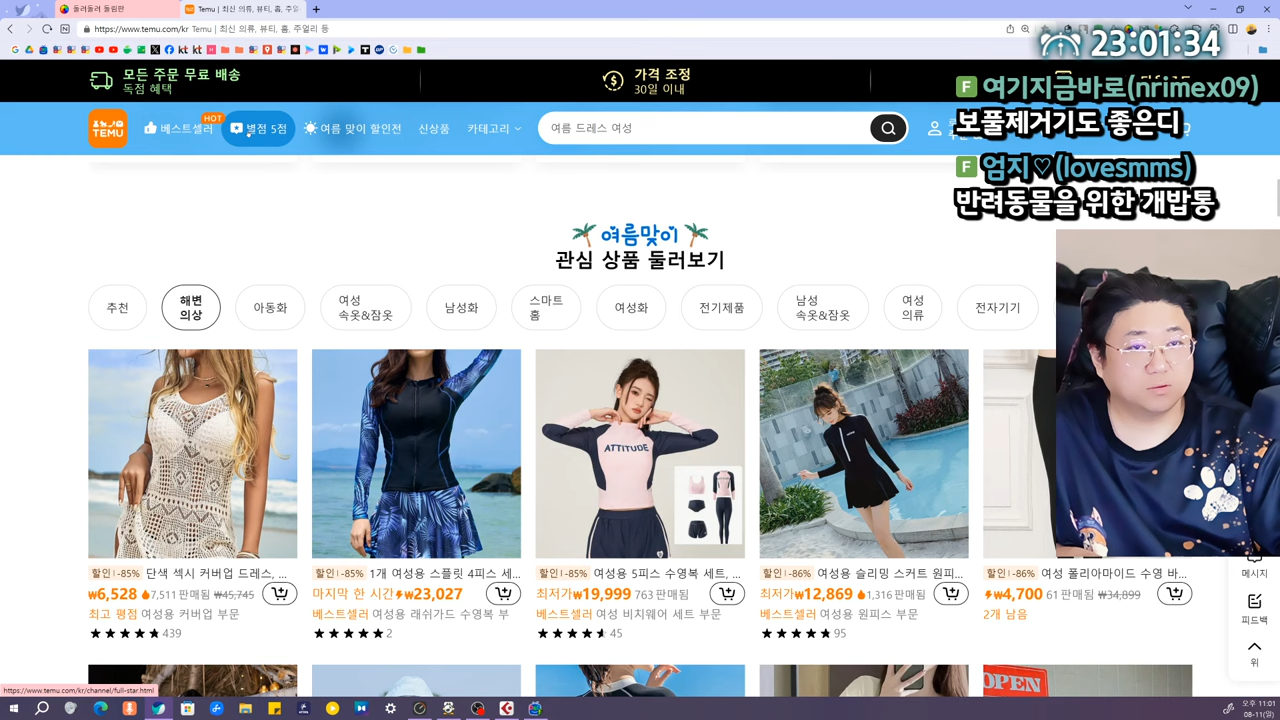 돌려돌려 돌림판
Temu | 최신 의류, 뷰티, 홈, 주얼
https://www.temu.com/kr
Temu | 최신 의류, 뷰티, 홈, 주얼리 등
23:01:34
모든 주문 무료 배송
독점 혜택
가격 조정
30일 이내
F 여기지금바로(nrimex09)
보풀제거기도 좋은디
F 엄지♡(lovesmms)
반려동물을 위한 개밥통
TEMU
베스트셀러
HOT
별점 5점
여름 맞이 할인전
신상품
카테고리
여름 드레스 여성
여름맞이
관심 상품 둘러보기
추천
해변
의상
아동화
여성
속옷&잠옷
남성화
스마트
홈
여성화
전기제품
남성
속옷&잠옷
여성
의류
전자기기
ATTITUDE
할인! -85% 단색 섹시 커버업 드레스, ...
₩6,528 7,511 판매됨 ₩45,745
최고 평점 여성용 커버업 부문
439
할인! -85% 1개 여성용 스플릿 4피스 세...
마지막 한 시간 ₩23,027
베스트셀러 여성용 래쉬가드 수영복 부
2
할인! -85% 여성용 5피스 수영복 세트, ...
최저가 ₩19,999 763 판매됨
베스트셀러 여성 비치웨어 세트 부문
45
할인! -86% 여성용 슬리밍 스커트 원피...
최저가 ₩12,869 1,316 판매됨
베스트셀러 여성용 원피스 부문
95
할인! -86% 여성 폴리아마이드 수영 바...
₩4,700 61 판매됨 ₩34,899
2개 남음
메시지
피드백
위
OPEN
https://www.temu.com/kr/channel/full-star.html
오후 11:01
08-11(일)